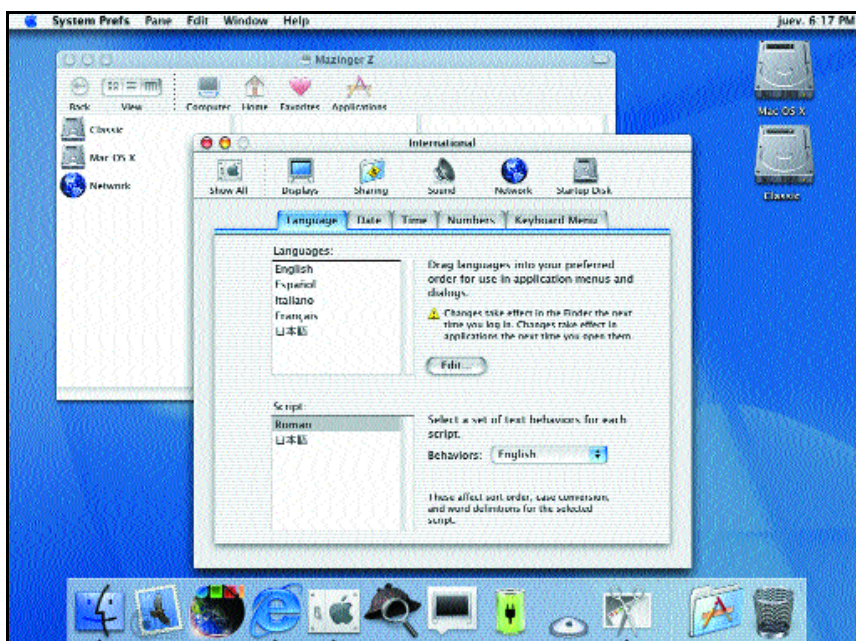 System Prefs Pane Edit Window Help juev. 6:17 PM
Mazinger Z
Back View Computer Home Favorites Applications
Classic
Mac OS X
Network
Mac OS X
Classic
International
Show All Displays Sharing Sound Network Startup Disk
Language Date Time Numbers Keyboard Menu
Languages:
English
Español
Italiano
Français
日本語
Drag languages into your preferred
order for use in application menus and
dialogs.
Changes take effect in the Finder the next
time you log in. Changes take effect in
applications the next time you open them.
Edit...
Script:
Roman
日本語
Select a set of text behaviors for each
script.
Behaviors: English
These affect sort order, case conversion,
and word definitions for the selected
script.